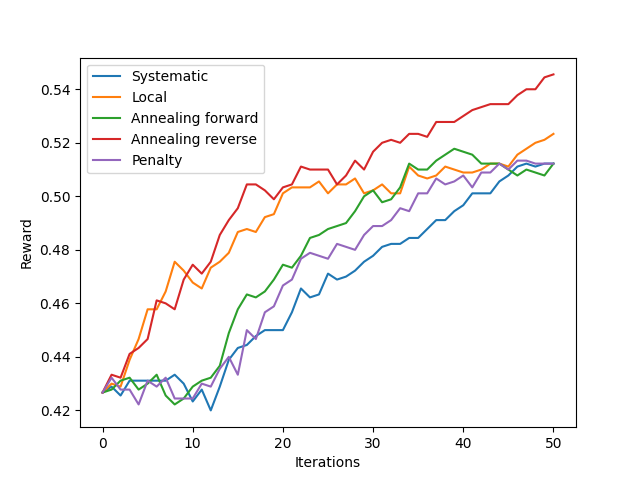 Systematic
Local
Annealing forward
Annealing reverse
Penalty
0.54
0.52
0.50
0.48
0.46
0.44
0.42
Reward
0 10 20 30 40 50
Iterations